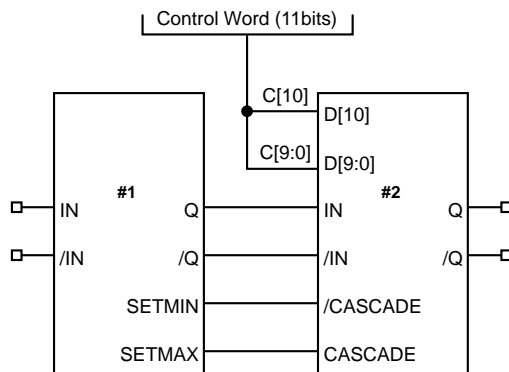 Control Word (11bits)
C[10]
D[10]
C[9:0]
D[9:0]
#1
#2
IN
Q
IN
Q
/IN
/Q
/IN
/Q
SETMIN
/CASCADE
SETMAX
CASCADE